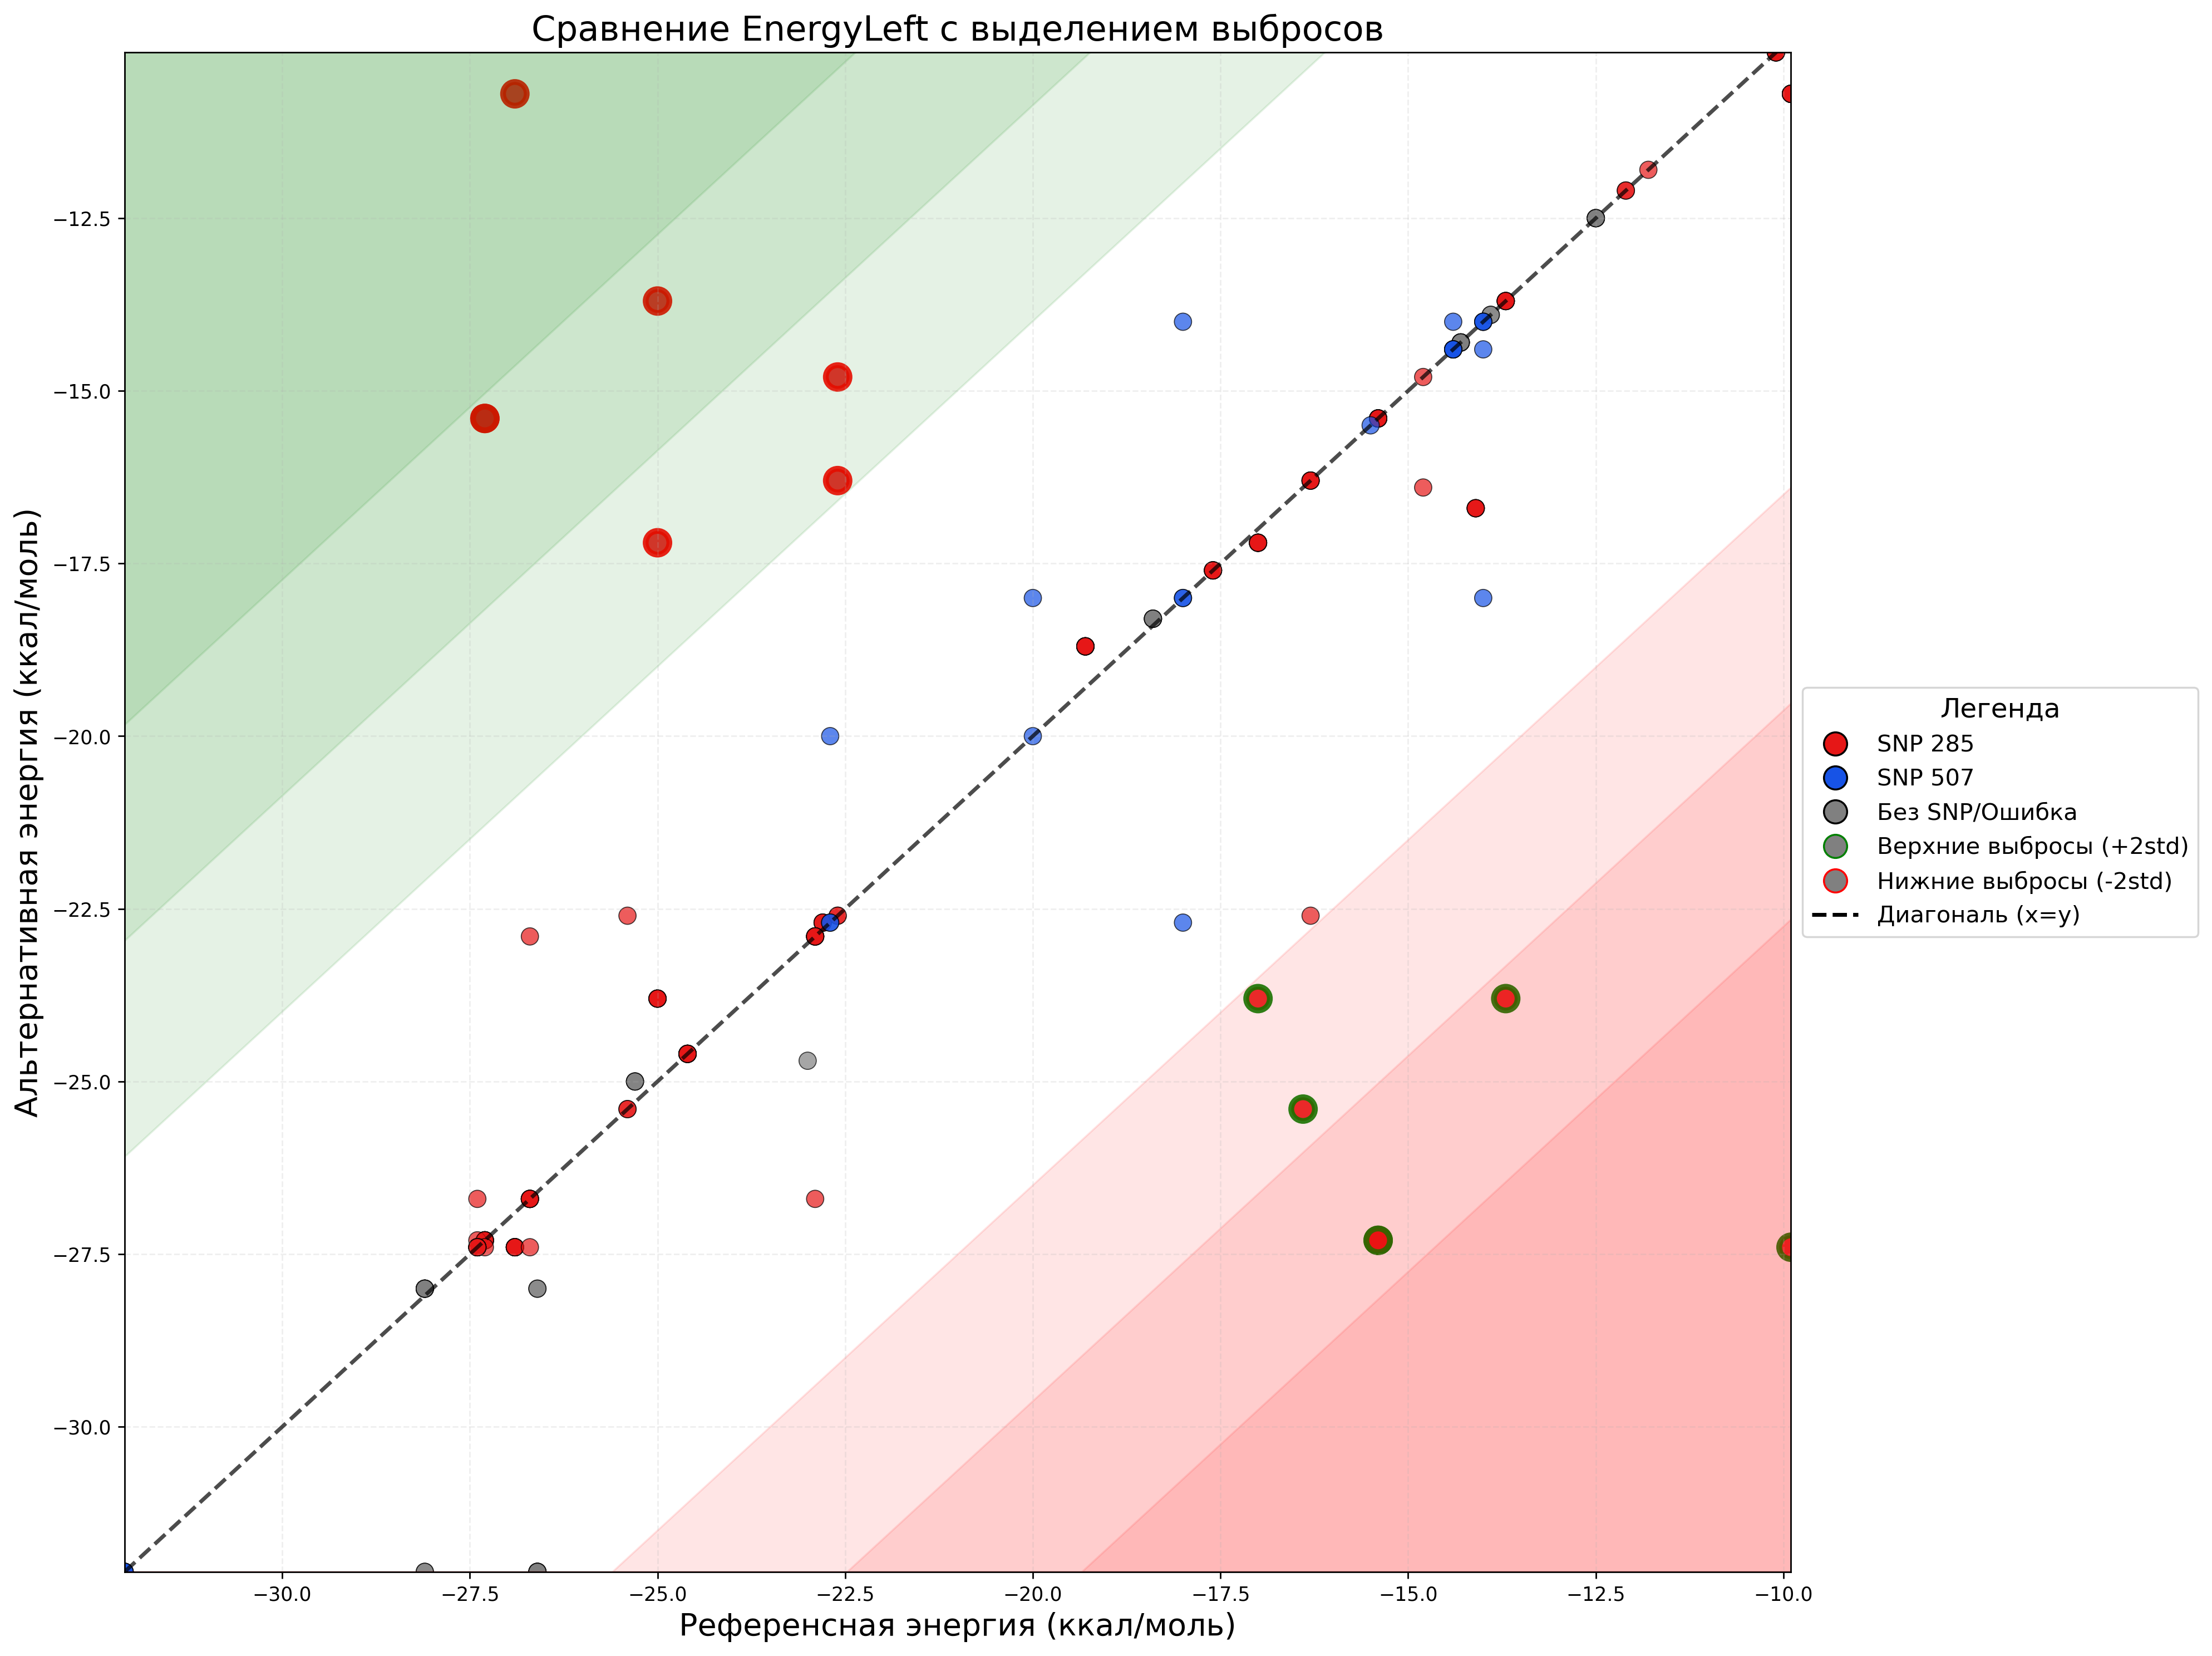 Сравнение EnergyLeft с выделением выбросов
Альтернативная энергия (ккал/моль)
−12.5
−15.0
−17.5
−20.0
−22.5
−25.0
−27.5
−30.0
−30.0
−27.5
−25.0
−22.5
−20.0
−17.5
−15.0
−12.5
−10.0
Референсная энергия (ккал/моль)
Легенда
SNP 285
SNP 507
Без SNP/Ошибка
Верхние выбросы (+2std)
Нижние выбросы (-2std)
Диагональ (x=y)